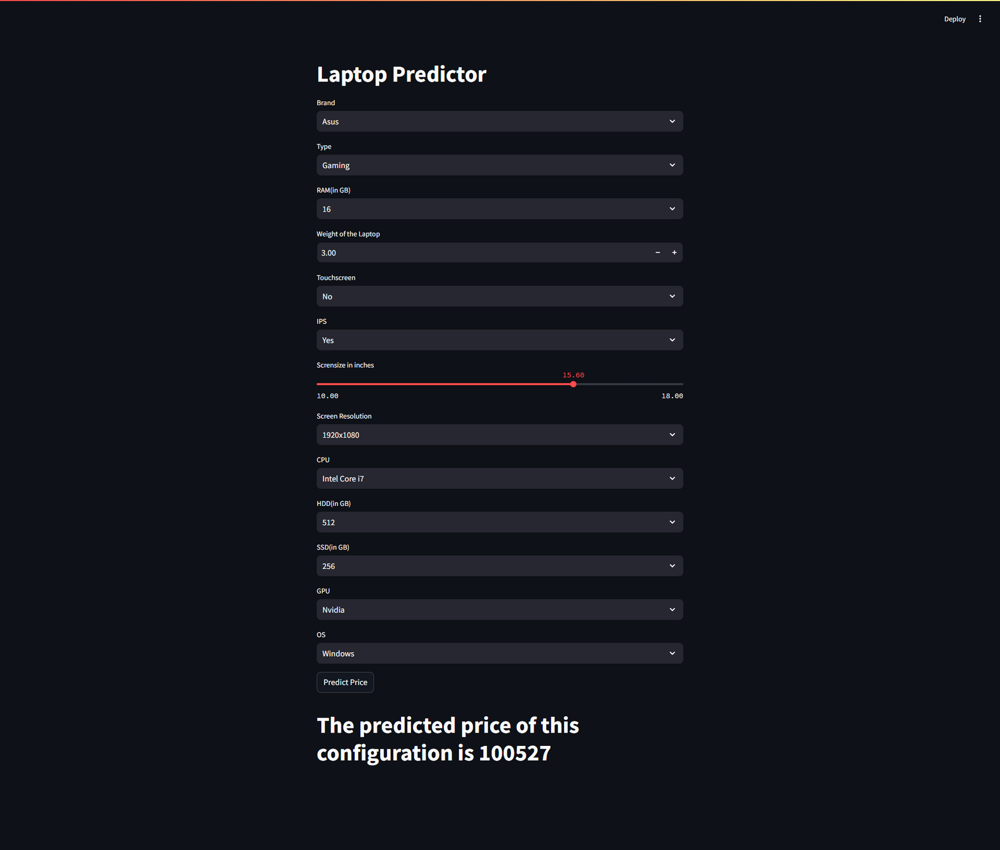 Deploy
Laptop Predictor
Brand
Asus
Type
Gaming
RAM(in GB)
16
Weight of the Laptop
3.00
Touchscreen
No
IPS
Yes
Scrensize in inches
15.60
10.00 18.00
Screen Resolution
1920x1080
CPU
Intel Core i7
HDD(in GB)
512
SSD(in GB)
256
GPU
Nvidia
OS
Windows
Predict Price
The predicted price of this
configuration is 100527